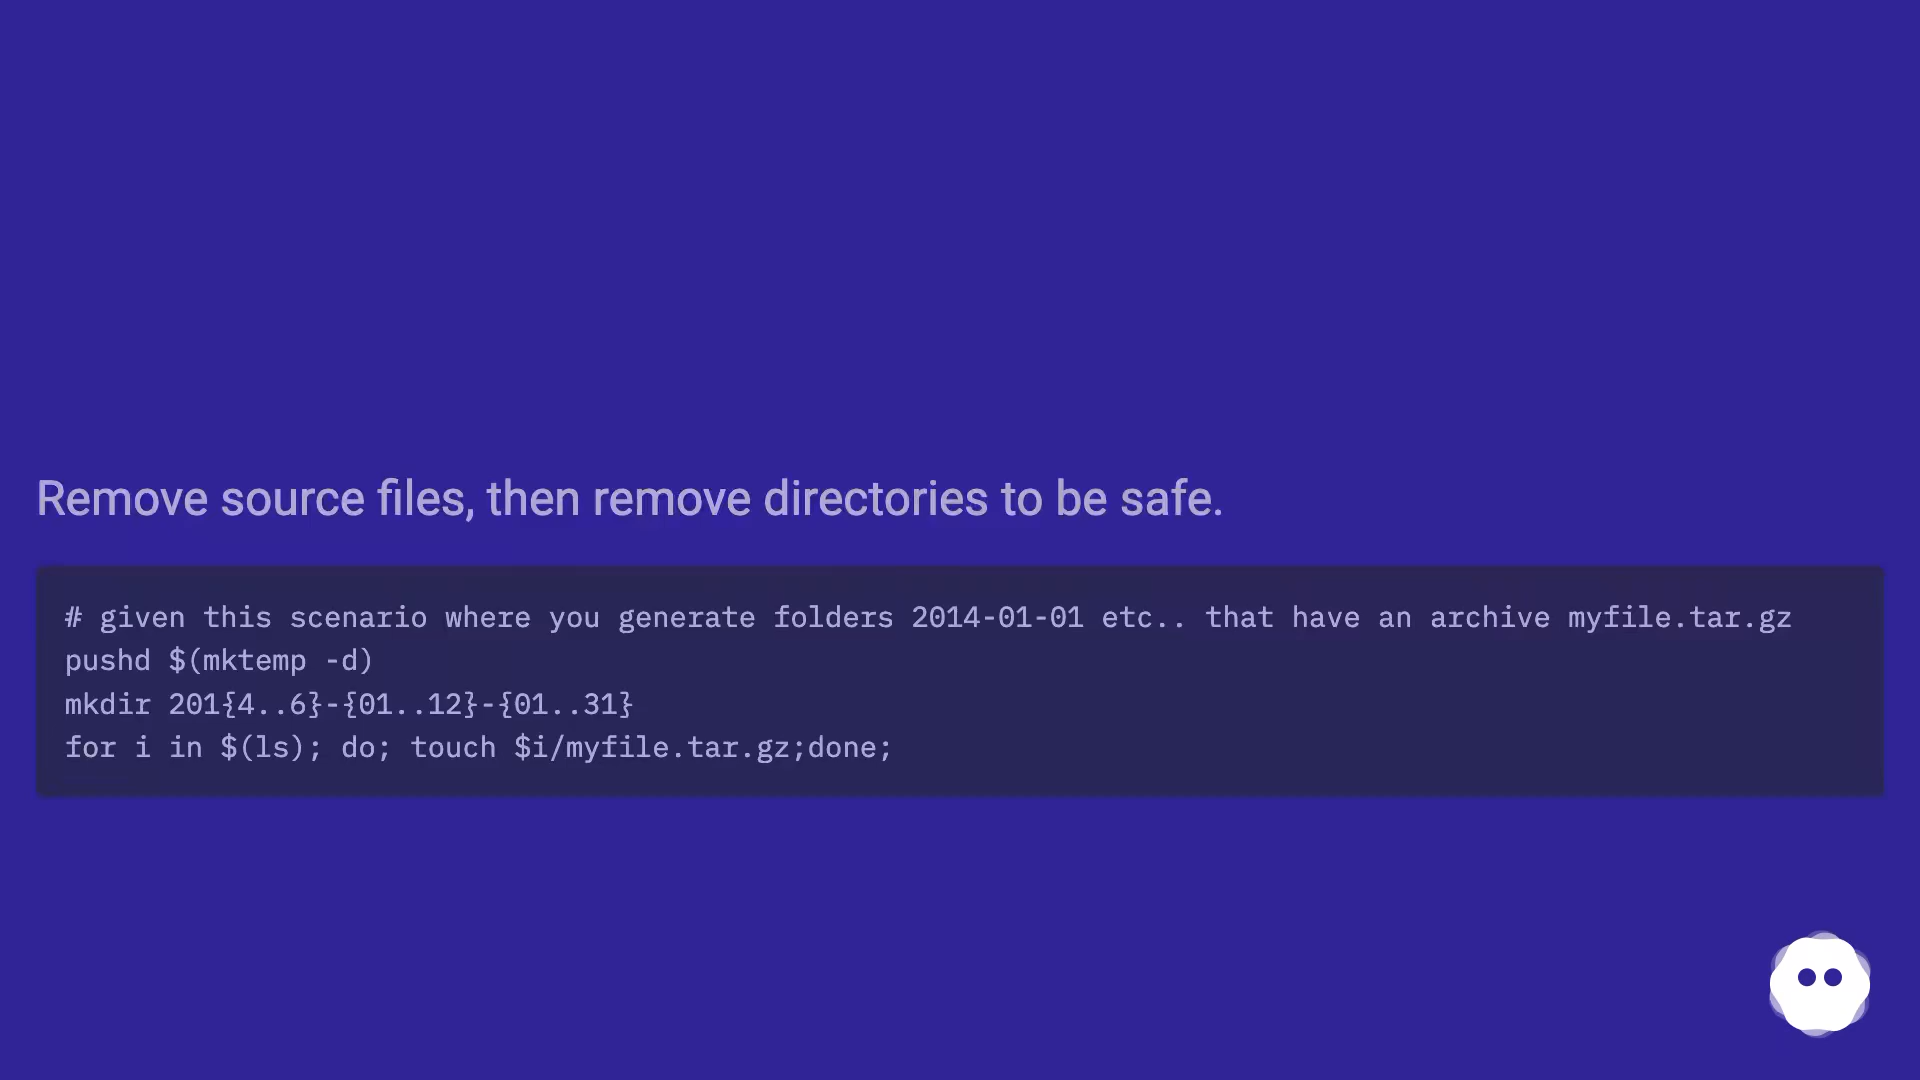 Remove source files, then remove directories to be safe.
# given this scenario where you generate folders 2014-01-01 etc.. that have an archive myfile.tar.gz
pushd $(mktemp -d)
mkdir 201{4..6}-{01..12}-{01..31}
for i in $(ls); do; touch $i/myfile.tar.gz;done;